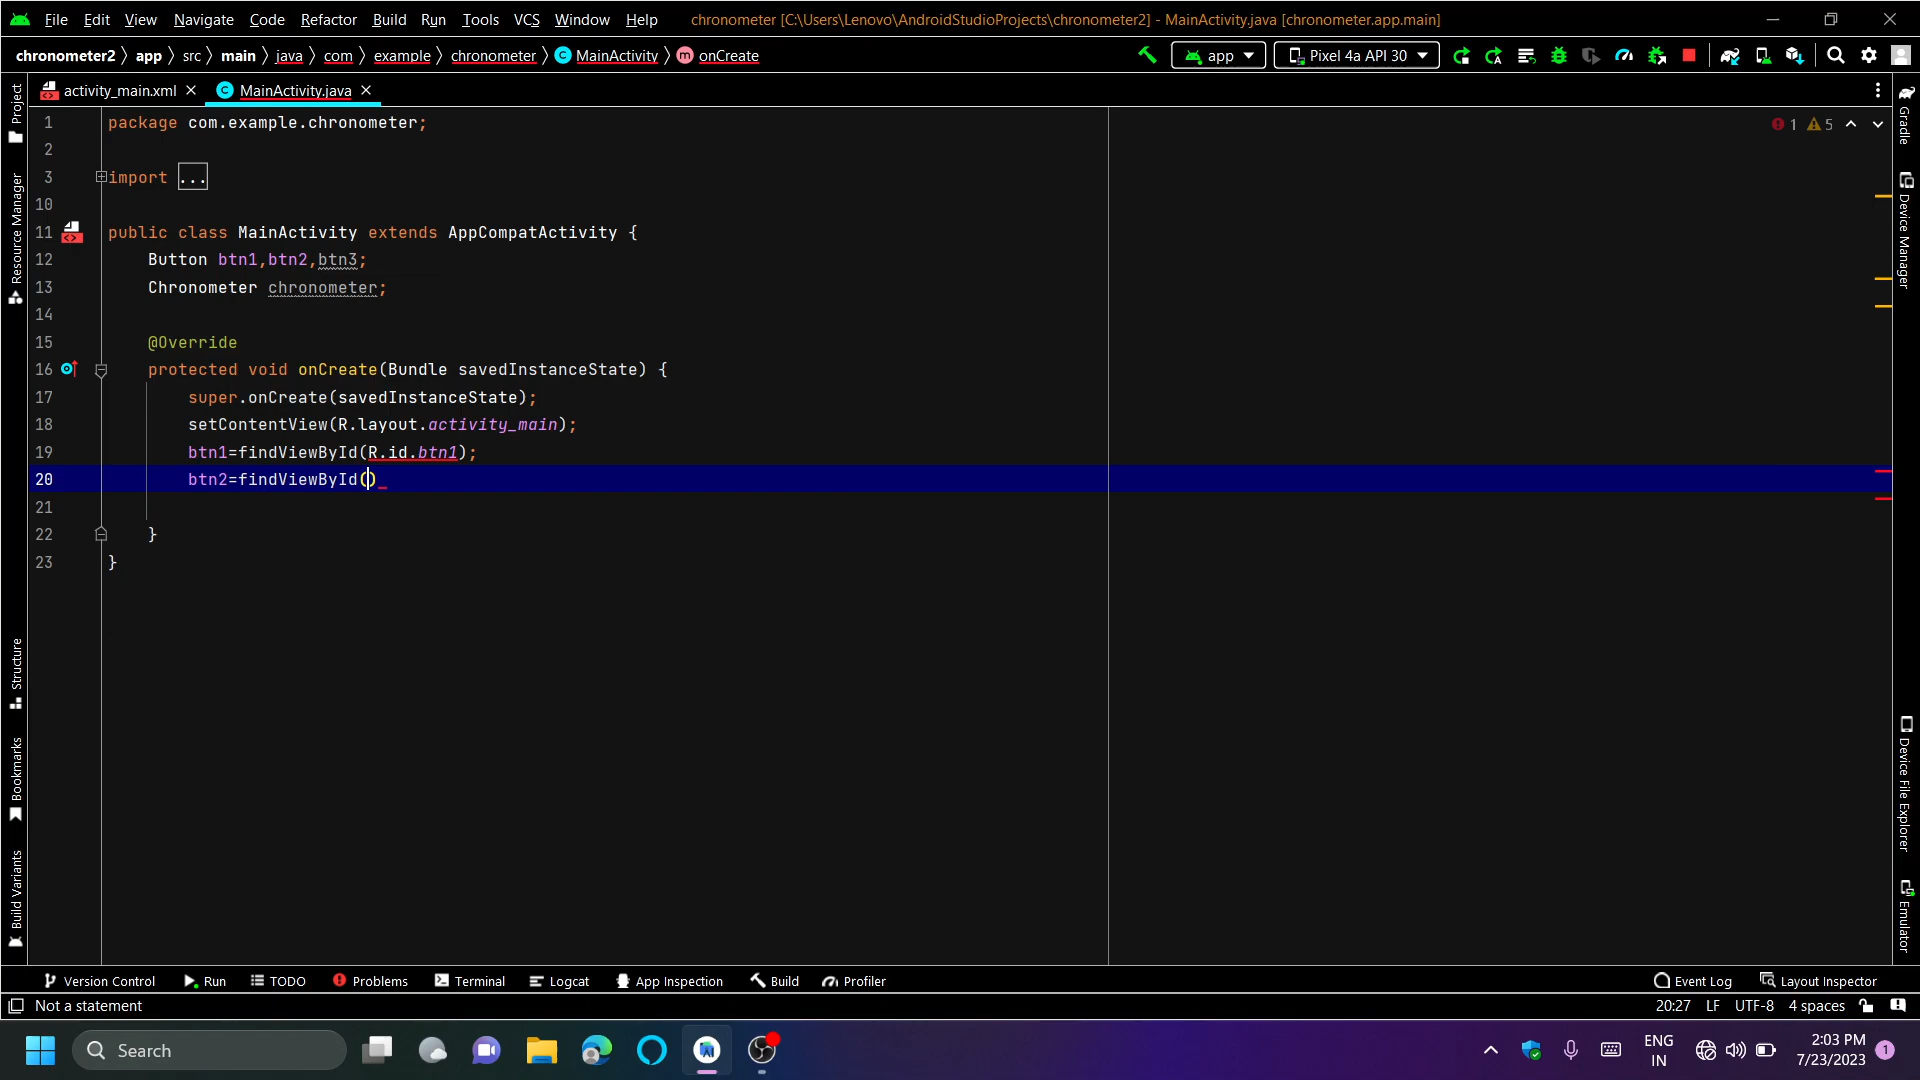 File Edit View Navigate Code Refactor Build Run Tools VCS Window Help chronometer [C:\Users\Lenovo\AndroidStudioProjects\chronometer2] - MainActivity.java [chronometer.app.main]
chronometer2 app src main java com example chronometer MainActivity onCreate app Pixel 4a API 30
activity_main.xml MainActivity.java
1 package com.example.chronometer; 1 5
2
3 import ...
10
11 public class MainActivity extends AppCompatActivity {
12 Button btn1,btn2,btn3;
13 Chronometer chronometer;
14
15 @Override
16 protected void onCreate(Bundle savedInstanceState) {
17 super.onCreate(savedInstanceState);
18 setContentView(R.layout.activity_main);
19 btn1=findViewById(R.id.btn1);
20 btn2=findViewById()
21
22 }
23 }
Project
Resource Manager
Structure
Bookmarks
Build Variants
Gradle
Device Manager
Device File Explorer
Emulator
Version Control Run TODO Problems Terminal Logcat App Inspection Build Profiler Event Log Layout Inspector
Not a statement 20:27 LF UTF-8 4 spaces
Search ENG 2:03 PM
IN 7/23/2023 1